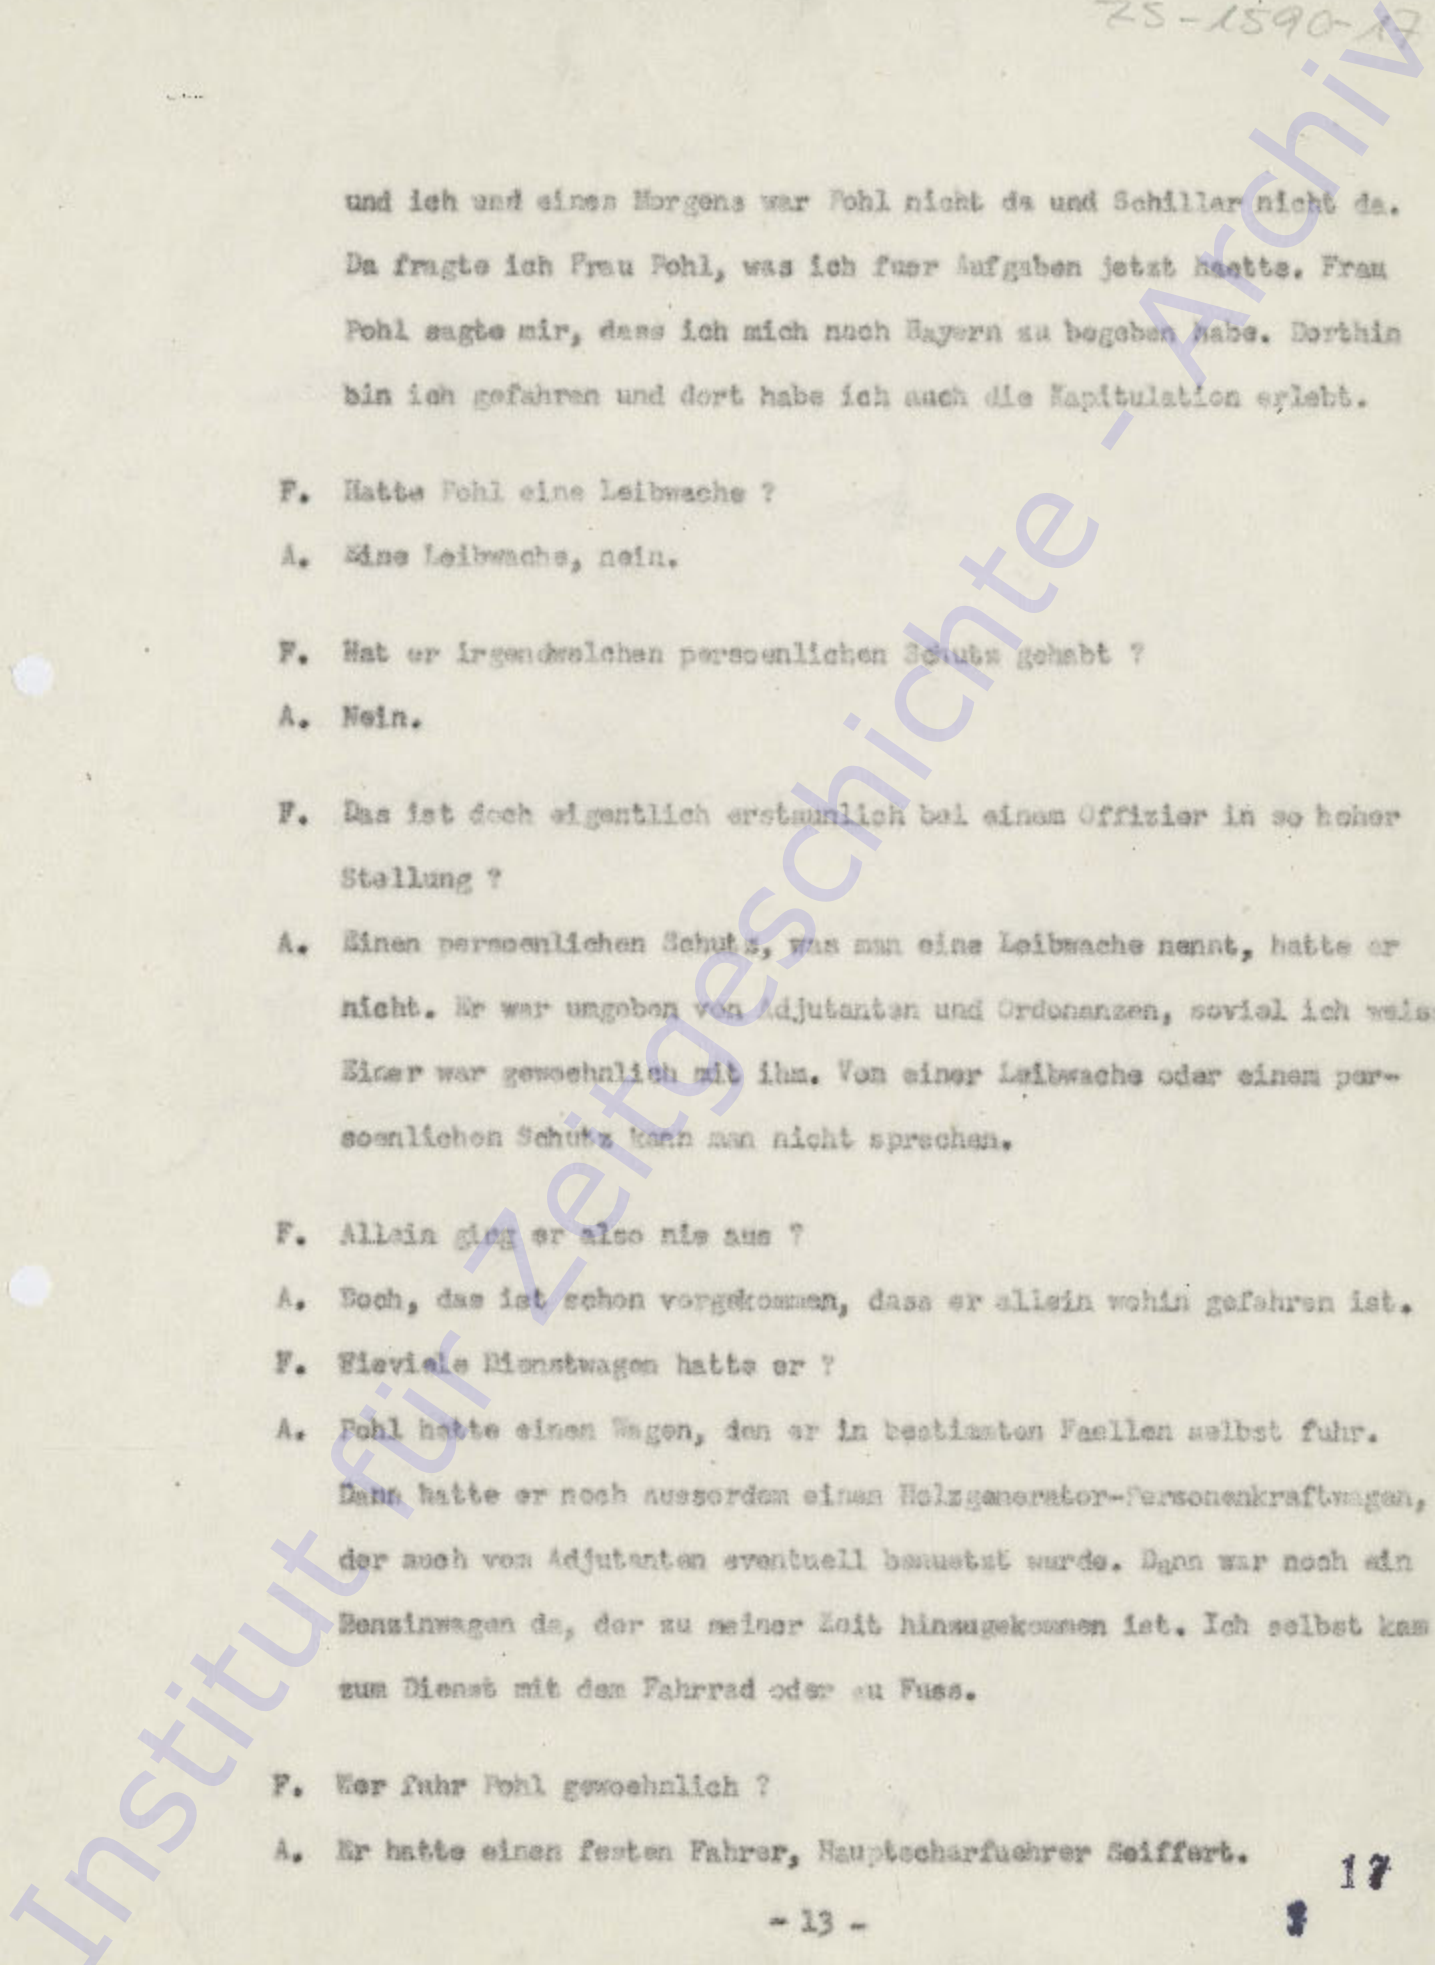 ZS-1590-17
und ich und eines Morgens war Pohl nicht da und Schiller nicht da.
Da fragte ich Frau Pohl, was ich fuer Aufgaben jetzt haette. Frau
Pohl sagte mir, dass ich mich nach Bayern zu begeben habe. Dorthin
bin ich gefahren und dort habe ich auch die Kapitulation erlebt.
F. Hatte Pohl eine Leibwache ?
A. Eine Leibwache, nein.
F. Hat er irgendwelchen persoenlichen Schutz gehabt ?
A. Nein.
F. Das ist doch eigentlich erstaunlich bei einem Offizier in so hoher
Stellung ?
A. Einen persoenlichen Schutz, was man eine Leibwache nennt, hatte er
nicht. Er war umgeben von Adjutanten und Ordonanzen, soviel ich weis
Einer war gewoehnlich mit ihm. Von einer Leibwache oder einem per-
soenlichen Schutz kann man nicht sprechen.
F. Allein ging er also nie aus ?
A. Doch, das ist schon vorgekommen, dass er allein wohin gefahren ist.
F. Wieviele Dienstwagen hatte er ?
A. Pohl hatte einen Wagen, den er in bestimmten Faellen selbst fuhr.
Dann hatte er noch ausserdem einen Holzgenerator-Personenkraftwagen,
der auch vom Adjutanten eventuell benuetzt wurde. Dann war noch ein
Benzinwagen da, der zu meiner Zeit hinzugekommen ist. Ich selbst kam
zum Dienst mit dem Fahrrad oder zu Fuss.
F. Wer fuhr Pohl gewoehnlich ?
A. Er hatte einen festen Fahrer, Hauptscharfuehrer Seiffert.
17
- 13 -
Institut für Zeitgeschichte - Archiv